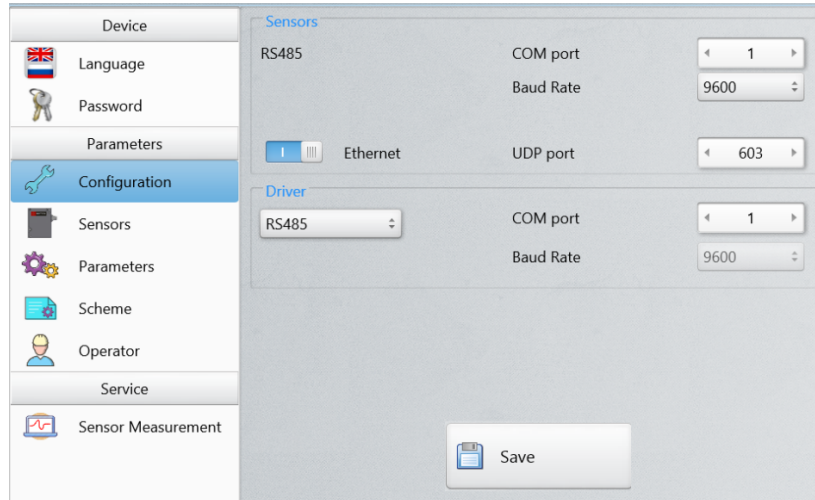 Device
Language
Password
Parameters
Configuration
Sensors
Parameters
Scheme
Operator
Service
Sensor Measurement
Sensors
RS485 COM port 1
Baud Rate 9600
I Ethernet UDP port 603
Driver
RS485 COM port 1
Baud Rate 9600
Save